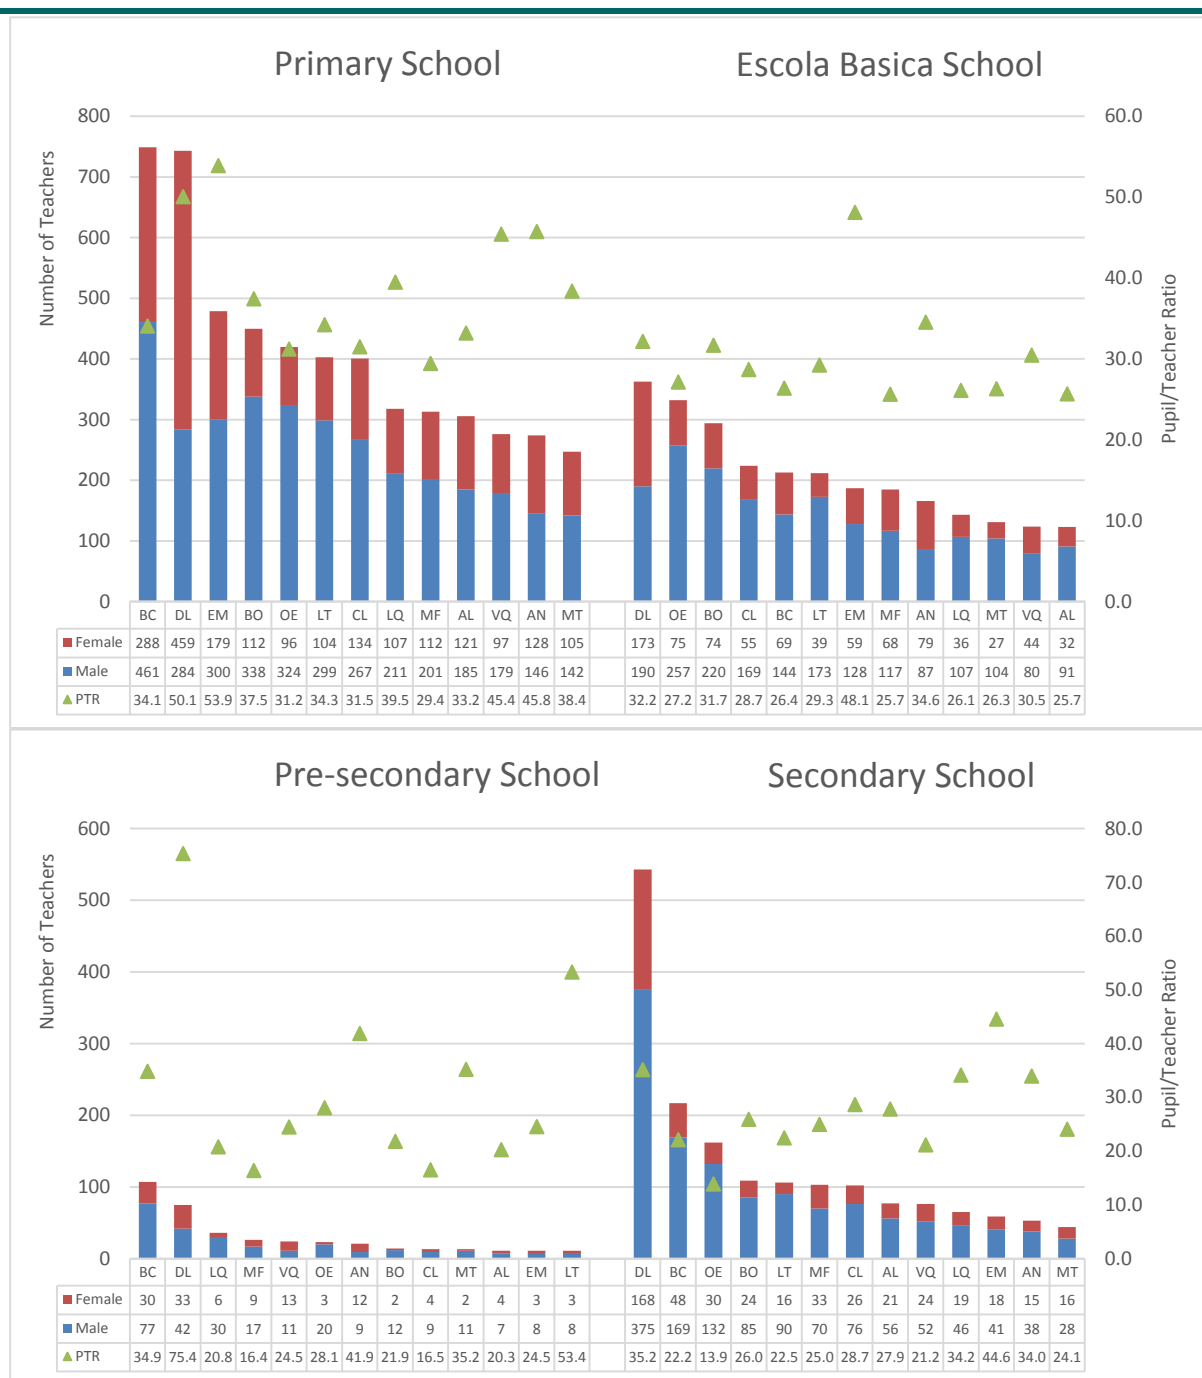 Primary School
Escola Basica School
800
700
600
500
400
300
200
100
0
Number of Teachers
60.0
50.0
40.0
30.0
20.0
10.0
0.0
Pupil/Teacher Ratio
BC DL EM BO OE LT CL LQ MF AL VQ AN MT DL OE BO CL BC LT EM MF AN LQ MT VQ AL
Female 288 459 179 112 96 104 134 107 112 121 97 128 105 173 75 74 55 69 39 59 68 79 36 27 44 32
Male 461 284 300 338 324 299 267 211 201 185 179 146 142 190 257 220 169 144 173 128 117 87 107 104 80 91
PTR 34.1 50.1 53.9 37.5 31.2 34.3 31.5 39.5 29.4 33.2 45.4 45.8 38.4 32.2 27.2 31.7 28.7 26.4 29.3 48.1 25.7 34.6 26.1 26.3 30.5 25.7
Pre-secondary School
Secondary School
600
500
400
300
200
100
0
Number of Teachers
80.0
70.0
60.0
50.0
40.0
30.0
20.0
10.0
0.0
Pupil/Teacher Ratio
BC DL LQ MF VQ OE AN BO CL MT AL EM LT DL BC OE BO LT MF CL AL VQ LQ EM AN MT
Female 30 33 6 9 13 3 12 2 4 2 4 3 3 168 48 30 24 16 33 26 21 24 19 18 15 16
Male 77 42 30 17 11 20 9 12 9 11 7 8 8 375 169 132 85 90 70 76 56 52 46 41 38 28
PTR 34.9 75.4 20.8 16.4 24.5 28.1 41.9 21.9 16.5 35.2 20.3 24.5 53.4 35.2 22.2 13.9 26.0 22.5 25.0 28.7 27.9 21.2 34.2 44.6 34.0 24.1